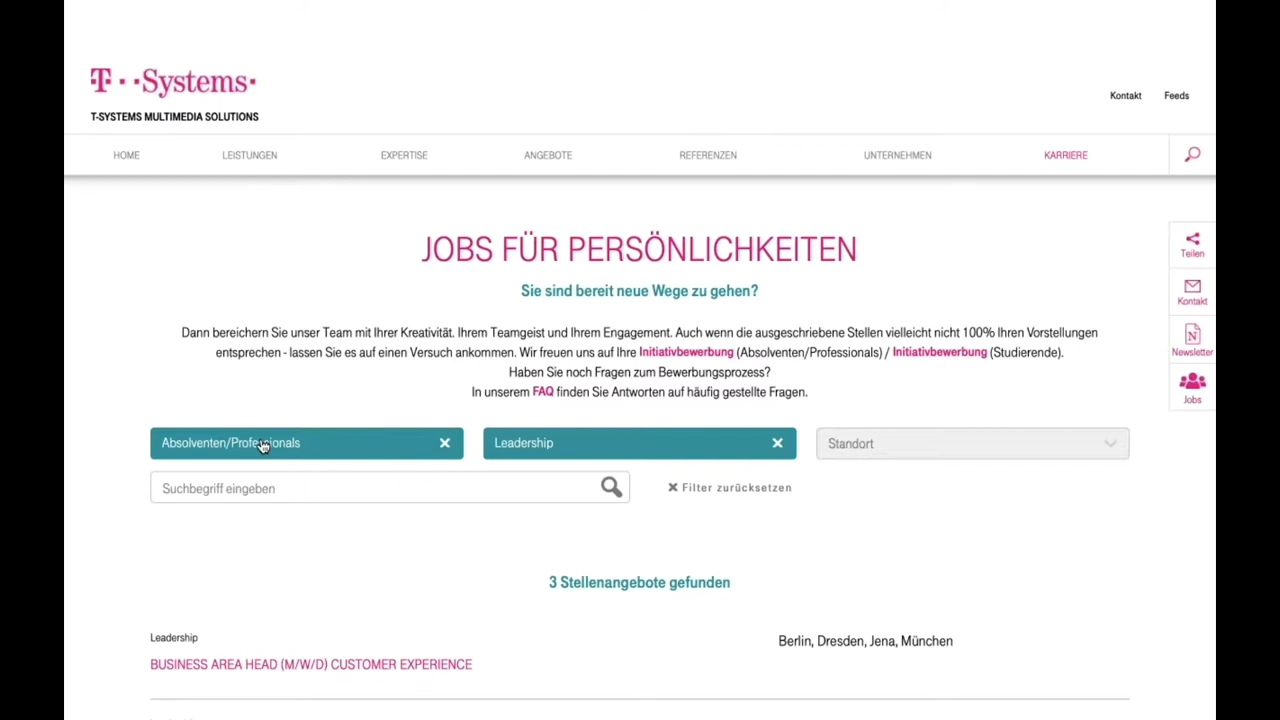 T··Systems·
T-SYSTEMS MULTIMEDIA SOLUTIONS
Kontakt
Feeds
HOME
LEISTUNGEN
EXPERTISE
ANGEBOTE
REFERENZEN
UNTERNEHMEN
KARRIERE
JOBS FÜR PERSÖNLICHKEITEN
Sie sind bereit neue Wege zu gehen?
Dann bereichern Sie unser Team mit Ihrer Kreativität. Ihrem Teamgeist und Ihrem Engagement. Auch wenn die ausgeschriebene Stellen vielleicht nicht 100% Ihren Vorstellungen
entsprechen - lassen Sie es auf einen Versuch ankommen. Wir freuen uns auf Ihre Initiativbewerbung (Absolventen/Professionals) / Initiativbewerbung (Studierende).
Haben Sie noch Fragen zum Bewerbungsprozess?
In unserem FAQ finden Sie Antworten auf häufig gestellte Fragen.
Teilen
Kontakt
Newsletter
Jobs
Absolventen/Professionals
Leadership
Standort
Suchbegriff eingeben
Filter zurücksetzen
3 Stellenangebote gefunden
Leadership
Berlin, Dresden, Jena, München
BUSINESS AREA HEAD (M/W/D) CUSTOMER EXPERIENCE